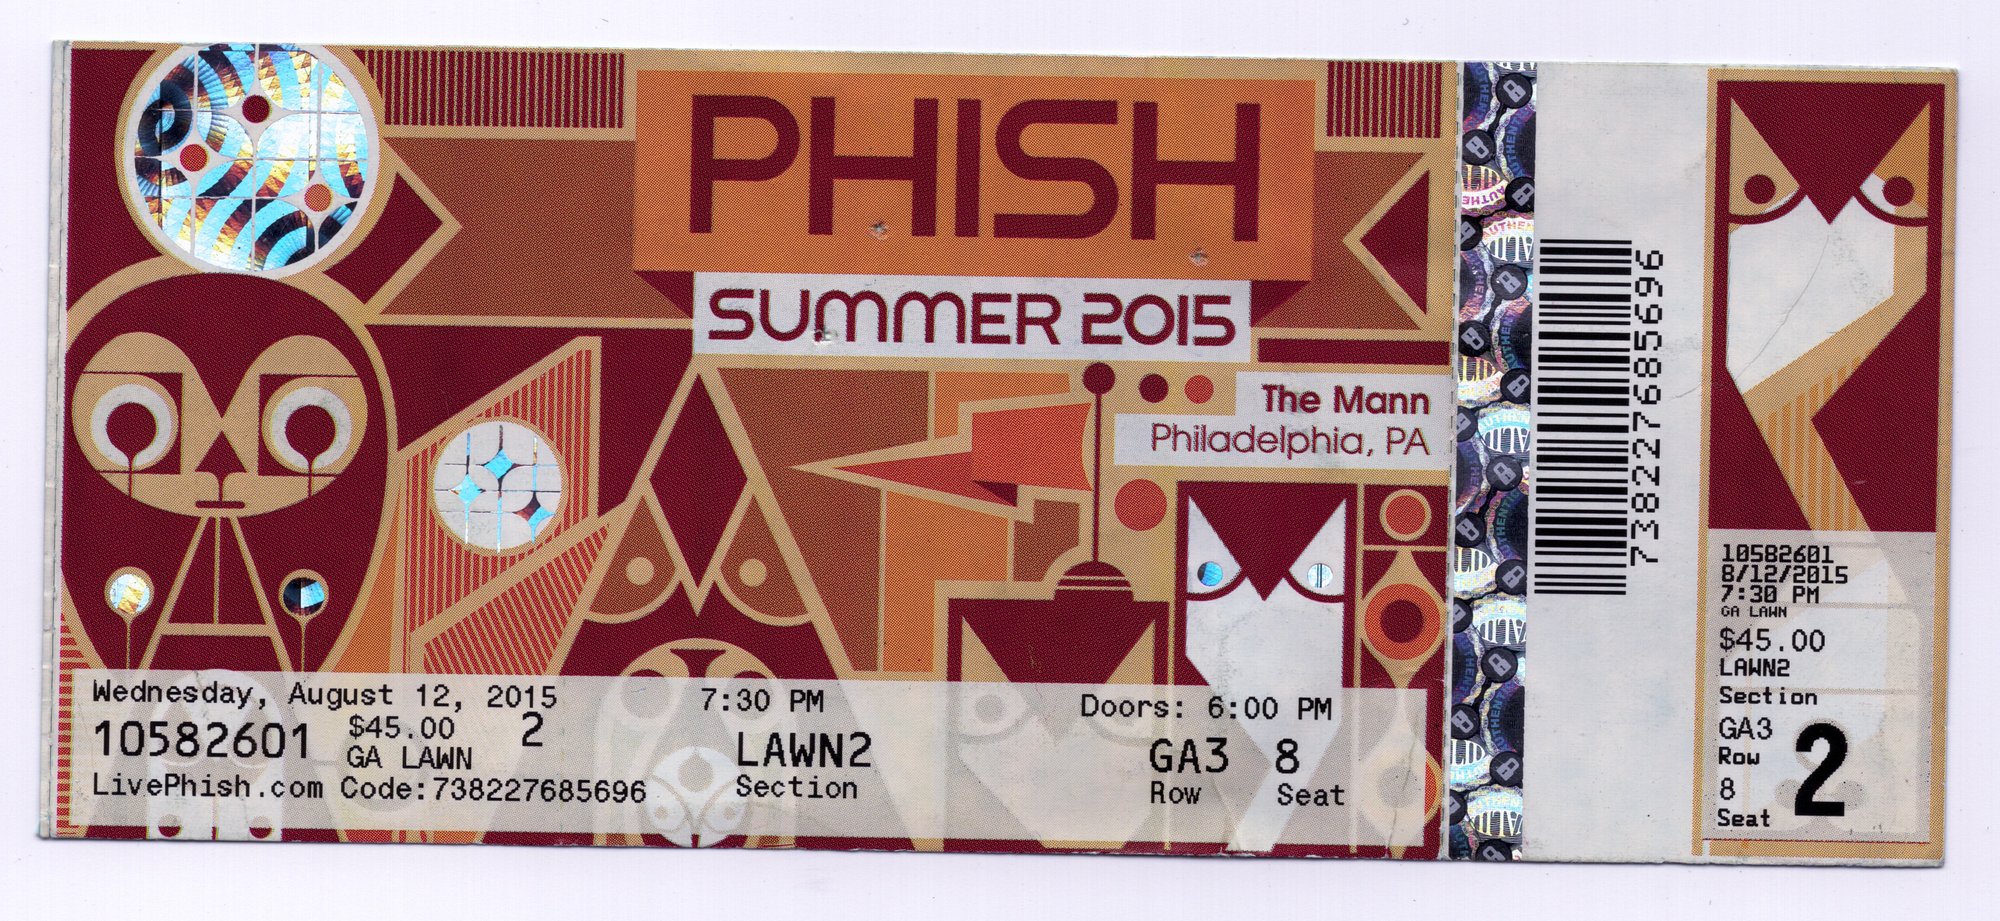 PHISH
SUMMER 2015
The Mann
Philadelphia, PA
Wednesday, August 12, 2015 7:30 PM Doors: 6:00 PM
10582601 $45.00 2 LAWN2 GA3 8
GA LAWN
LivePhish.com Code:738227685696 Section Row Seat
738227685696
10582601
8/12/2015
7:30 PM
GA LAWN
$45.00
LAWN2
Section
GA3
Row
8
Seat
2